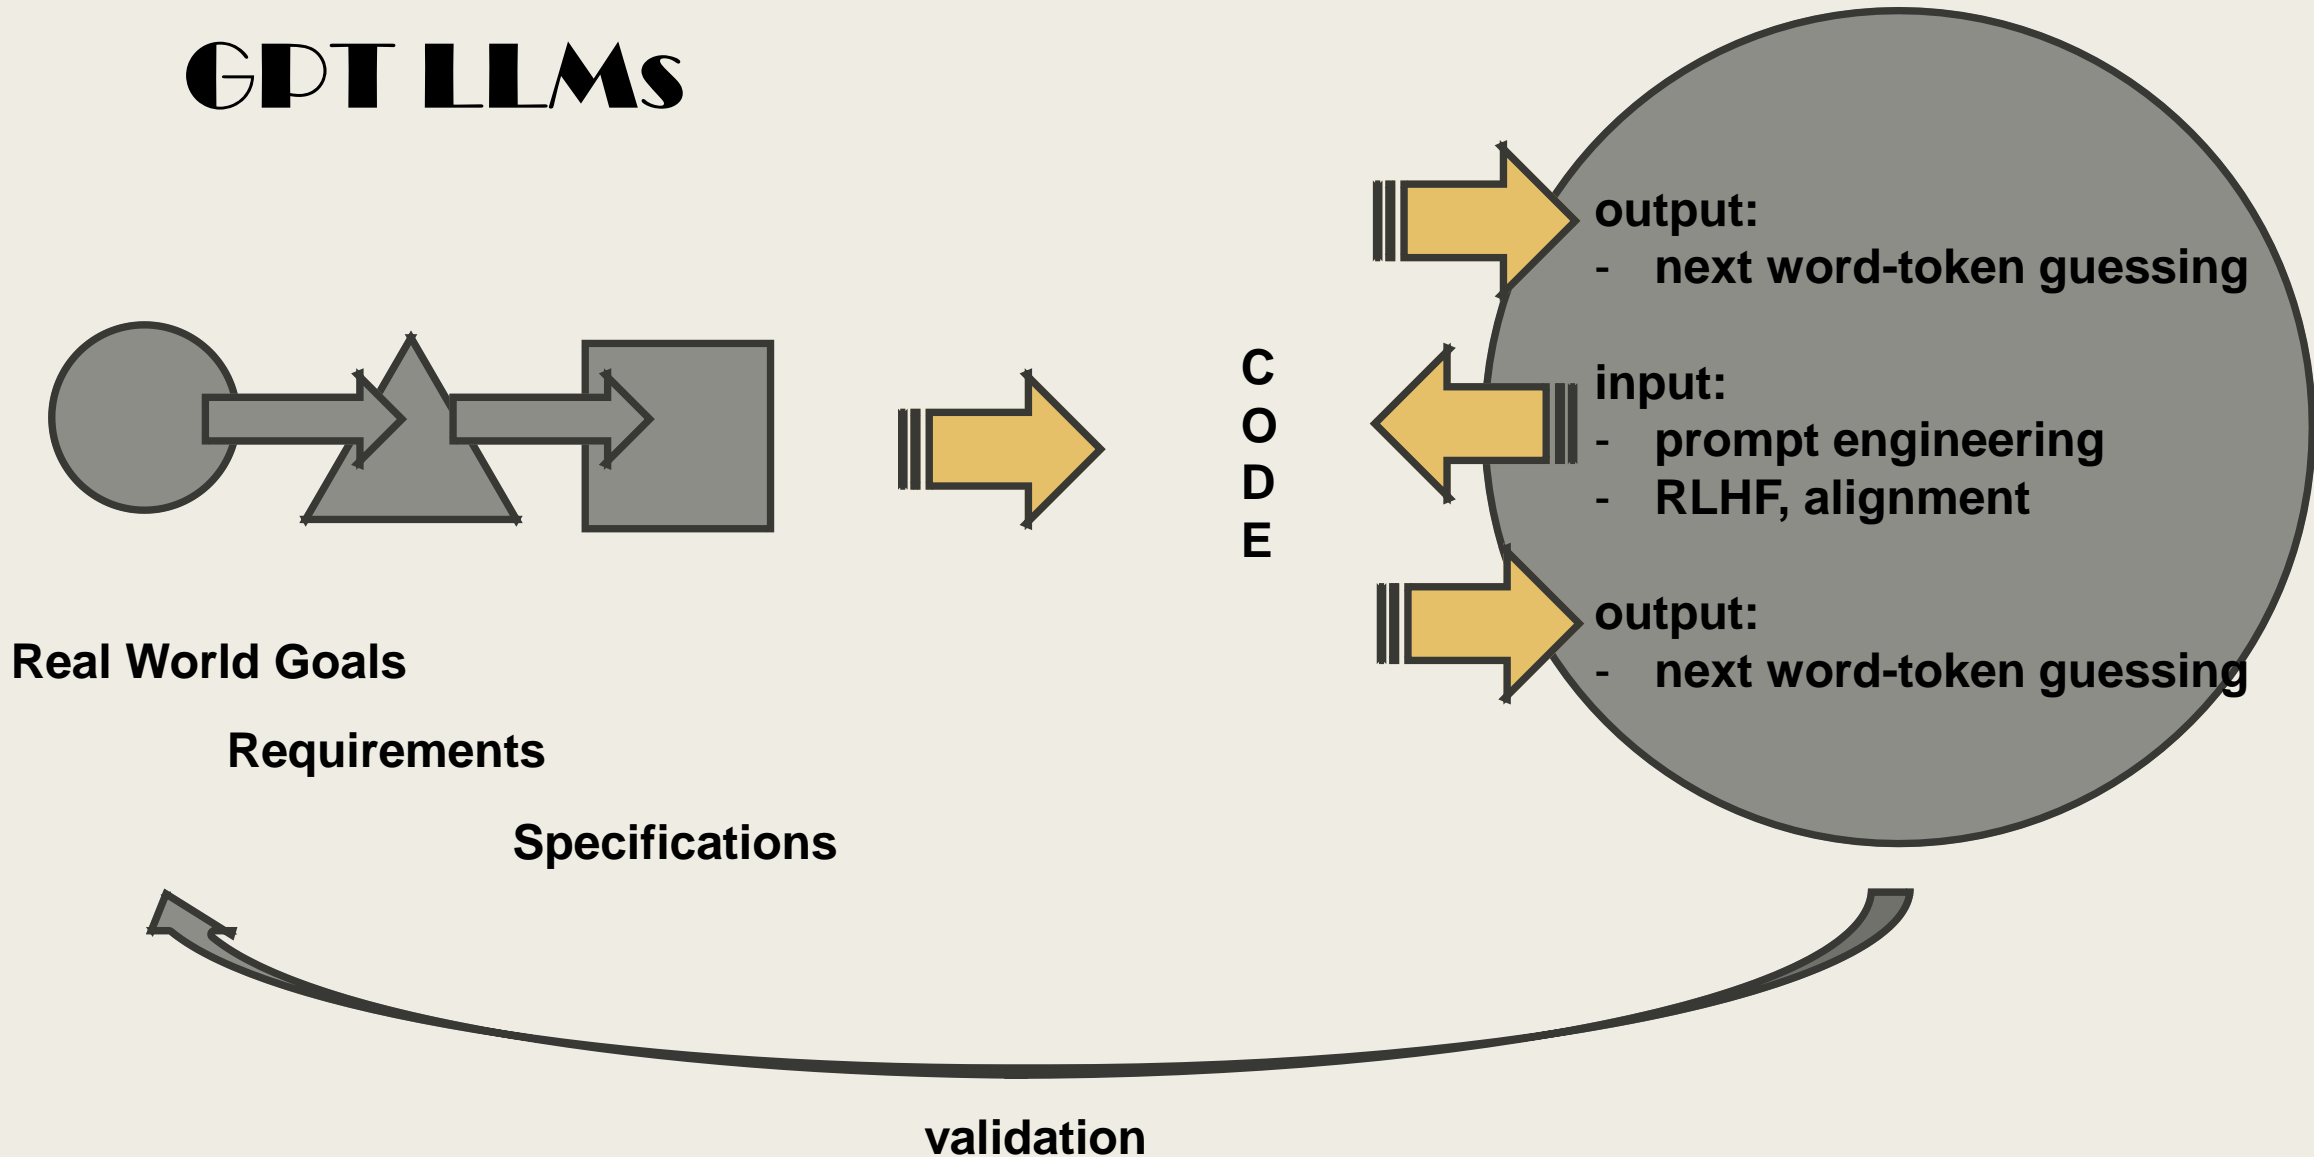 GPT LLMs
C
O
D
E
output:
- next word-token guessing
input:
- prompt engineering
- RLHF, alignment
output:
- next word-token guessing
Real World Goals
Requirements
Specifications
validation